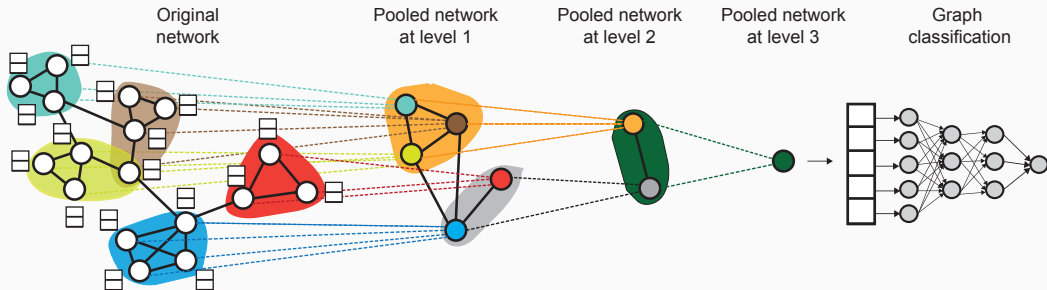 Original
network
Pooled network
at level 1
Pooled network
at level 2
Pooled network
at level 3
Graph
classification